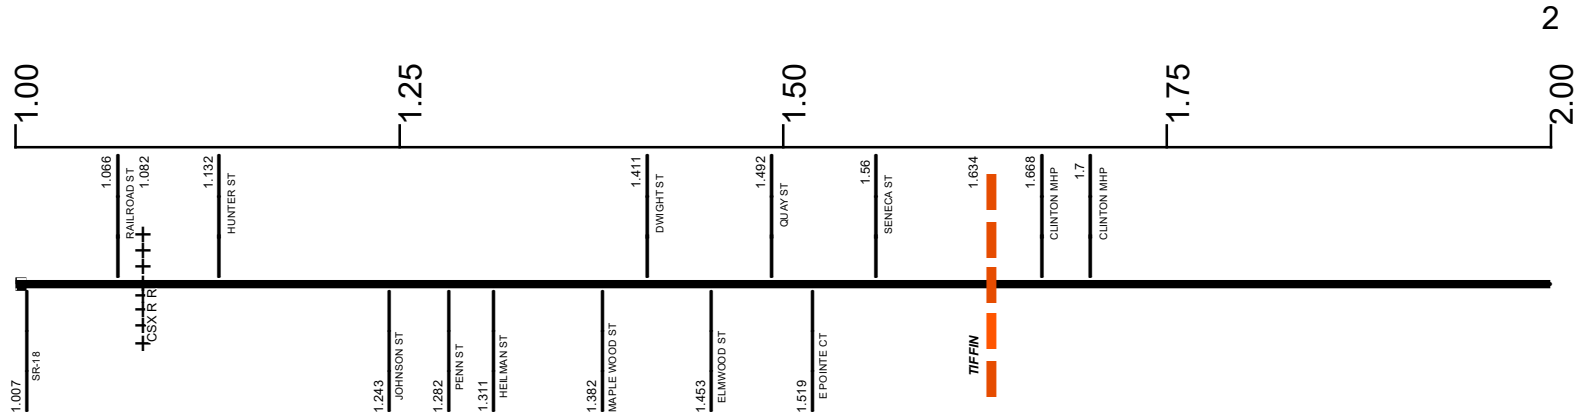 2
1.00
1.25
1.50
1.75
2.00
1.066
RAILROAD ST
1.082
1.132
HUNTER ST
1.411
DWIGHT ST
1.492
QUAY ST
1.56
SENECA ST
1.634
1.668
CLINTON MHP
1.7
CLINTON MHP
1.007
SR-18
CSX R R
1.243
JOHNSON ST
1.282
PENN ST
1.311
HEILMAN ST
1.382
MAPLE WOOD ST
1.453
ELMWOOD ST
1.519
E POINTE CT
TIFFIN